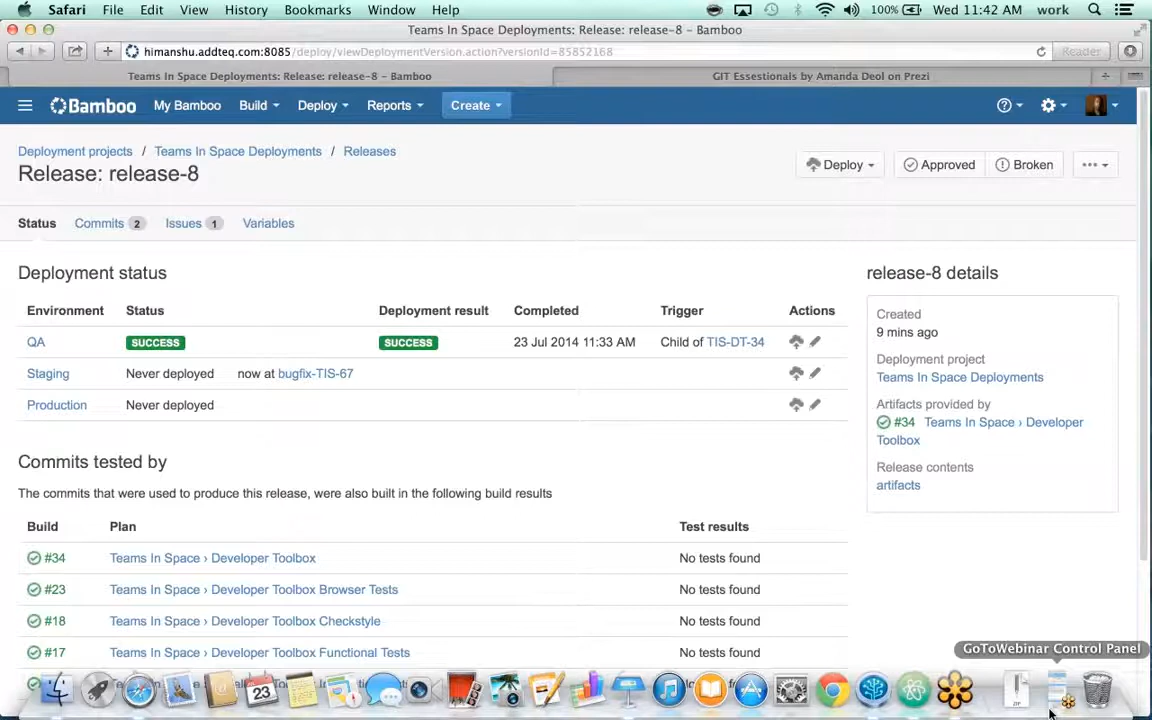 Safari File Edit View History Bookmarks Window Help 100% Wed 11:42 AM work
Teams In Space Deployments: Release: release-8 - Bamboo
himanshu.addteq.com:8085/deploy/viewDeploymentVersion.action?versionId=85852168 Reader
Teams In Space Deployments: Release: release-8 – Bamboo GIT Essestionals by Amanda Deol on Prezi
Bamboo My Bamboo Build Deploy Reports Create
Deployment projects / Teams In Space Deployments / Releases
Release: release-8
Deploy Approved Broken
Status Commits 2 Issues 1 Variables
Deployment status
Environment Status Deployment result Completed Trigger Actions
QA SUCCESS SUCCESS 23 Jul 2014 11:33 AM Child of TIS-DT-34
Staging Never deployed now at bugfix-TIS-67
Production Never deployed
release-8 details
Created
9 mins ago
Deployment project
Teams In Space Deployments
Artifacts provided by
#34 Teams In Space › Developer
Toolbox
Release contents
artifacts
Commits tested by
The commits that were used to produce this release, were also built in the following build results
Build Plan Test results
#34 Teams In Space › Developer Toolbox No tests found
#23 Teams In Space › Developer Toolbox Browser Tests No tests found
#18 Teams In Space › Developer Toolbox Checkstyle No tests found
#17 Teams In Space › Developer Toolbox Functional Tests No tests found
GoToWebinar Control Panel
23
ZIP